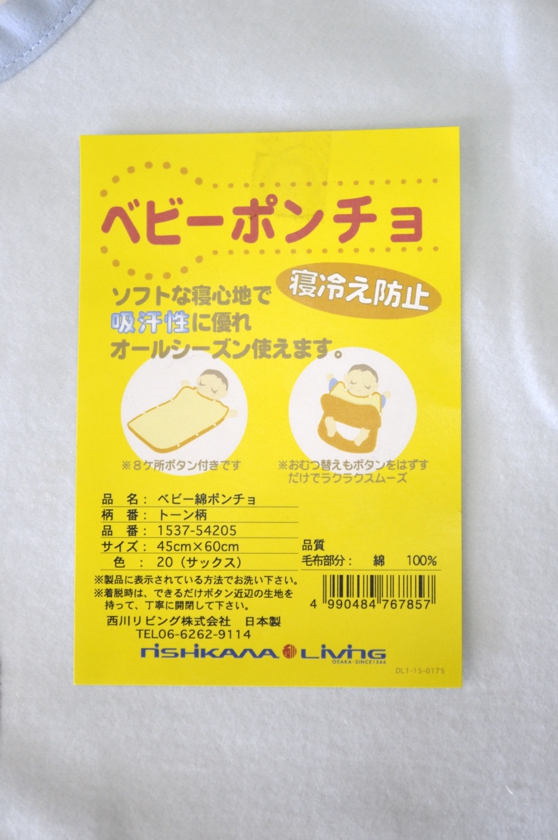 ベビーポンチョ
寝冷え防止
ソフトな寝心地で
吸汗性に優れ
オールシーズン使えます。
※8ケ所ボタン付きです
※おむつ替えもボタンをはずす
だけでラクラクスムーズ
品 名： ベビー綿ポンチョ
柄 番： トーン柄
品 番： 1537-54205
サイズ： 45cm×60cm
色 ： 20（サックス）
品質
毛布部分： 綿 100%
※製品に表示されている方法でお洗い下さい。
※着脱時は、できるだけボタン近辺の生地を
持って、丁寧に開閉して下さい。
4 990484 767857
西川リビング株式会社 日本製
TEL06-6262-9114
NISHIKAWA LIVING
OSAKA・SINCE1566
DL1-15-0175